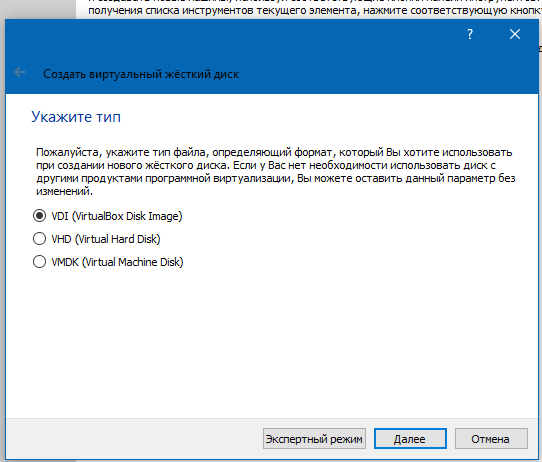 получения списка инструментов текущего элемента, нажмите соответствующую кнопку
?
Создать виртуальный жёсткий диск
Укажите тип
Пожалуйста, укажите тип файла, определяющий формат, который Вы хотите использовать
при создании нового жёсткого диска. Если у Вас нет необходимости использовать диск с
другими продуктами программной виртуализации, Вы можете оставить данный параметр без
изменений.
VDI (VirtualBox Disk Image)
VHD (Virtual Hard Disk)
VMDK (Virtual Machine Disk)
Экспертный режим
Далее
Отмена